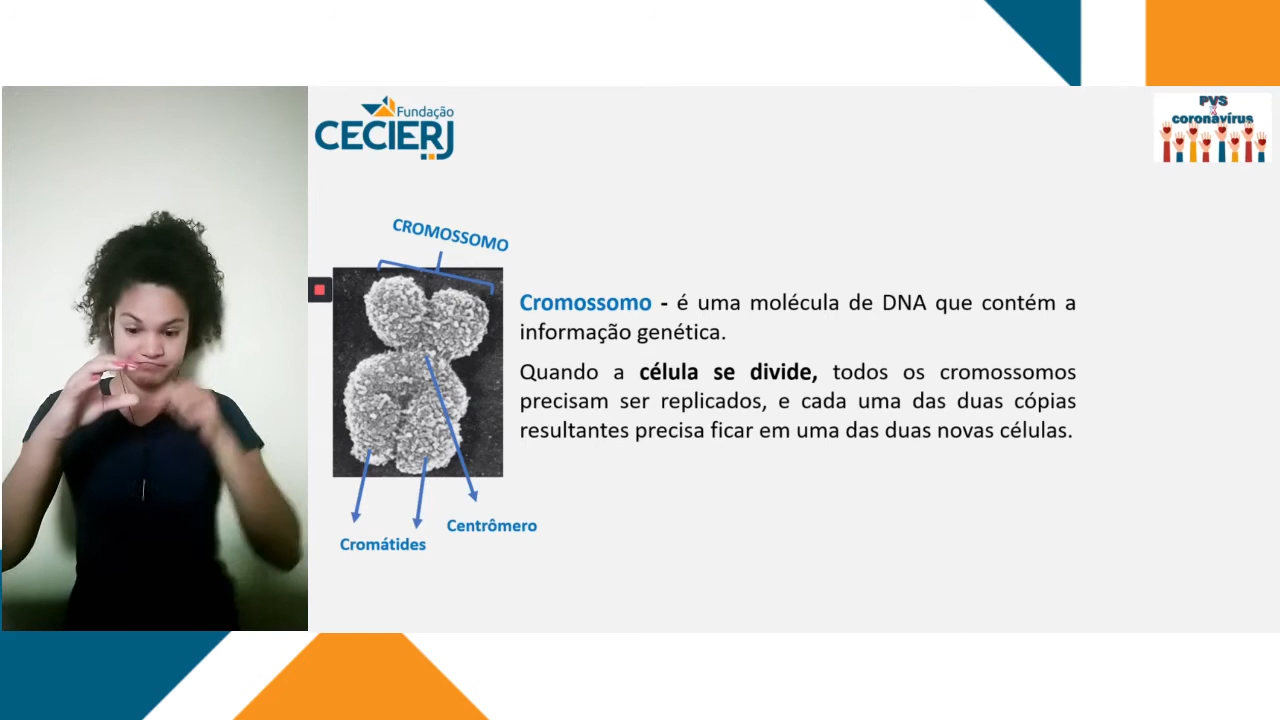 Fundação
CECIERJ
PVS
X
coronavírus
CROMOSSOMO
Cromossomo - é uma molécula de DNA que contém a
informação genética.
Quando a célula se divide, todos os cromossomos
precisam ser replicados, e cada uma das duas cópias
resultantes precisa ficar em uma das duas novas células.
Centrômero
Cromátides